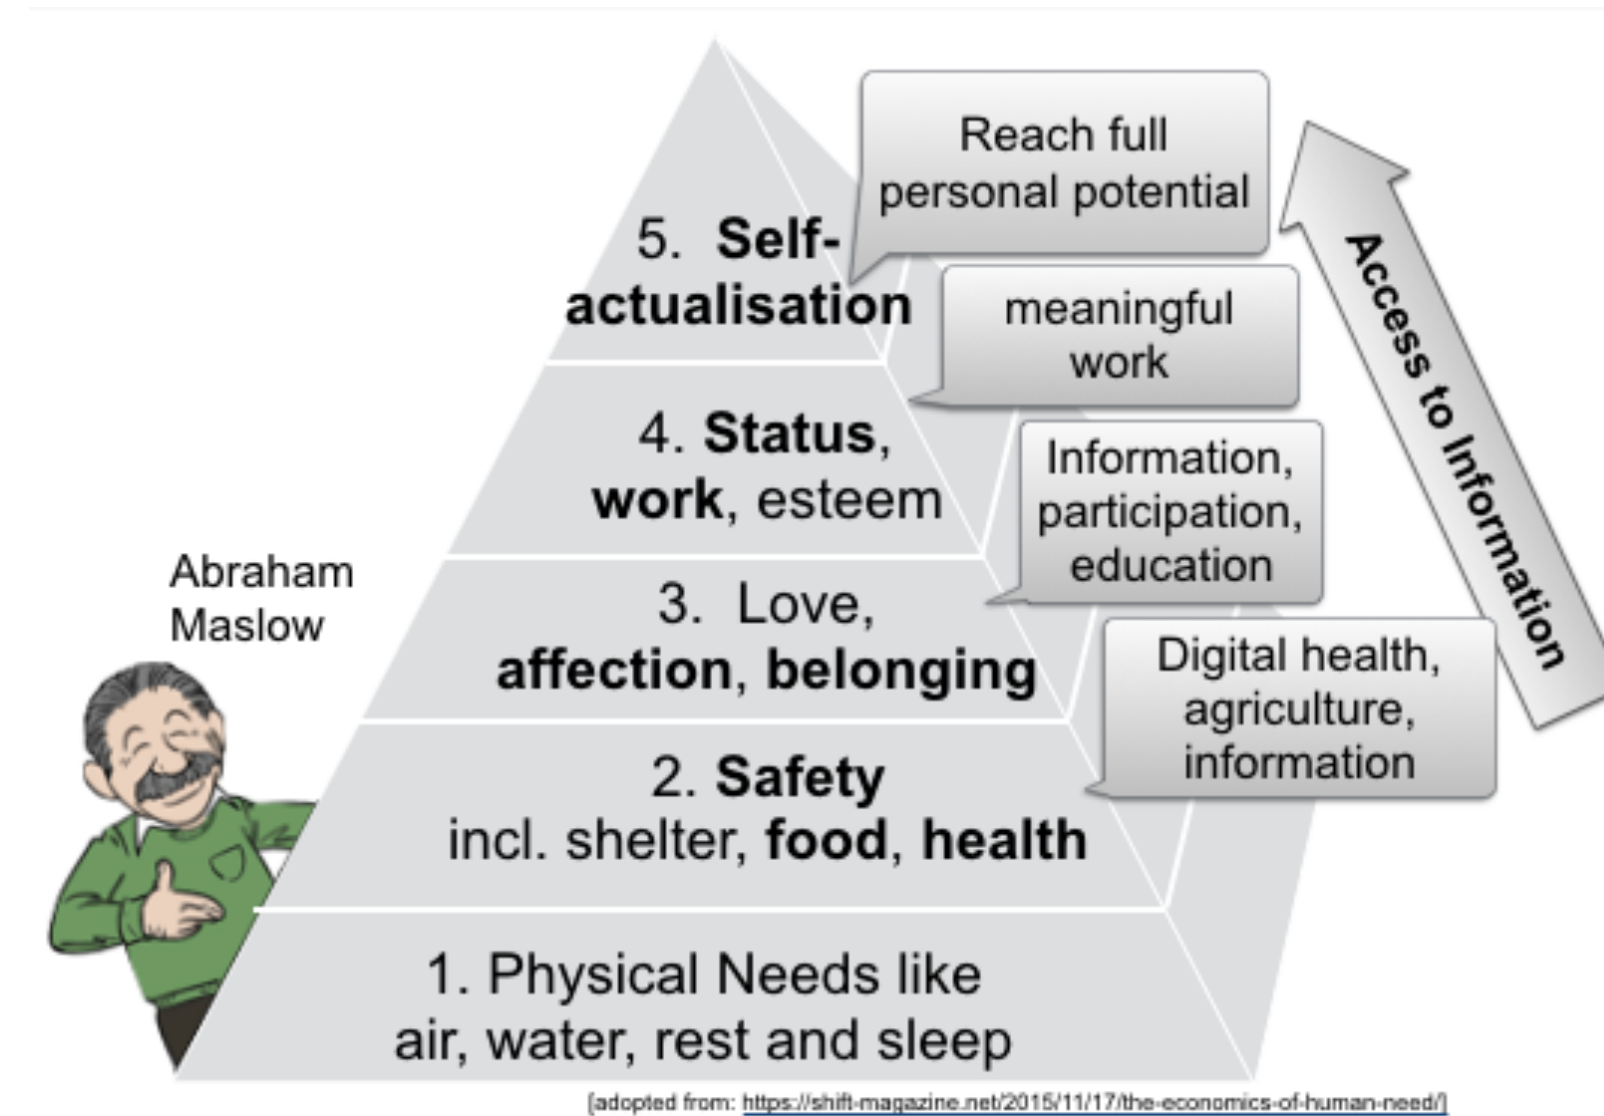 Reach full
personal potential
5. Self-
actualisation
meaningful
work
Access to Information
4. Status,
work, esteem
Information,
participation,
education
Abraham
Maslow
3. Love,
affection, belonging
Digital health,
agriculture,
information
2. Safety
incl. shelter, food, health
1. Physical Needs like
air, water, rest and sleep
[adopted from: https://shift-magazine.net/2015/11/17/the-economics-of-human-need/]